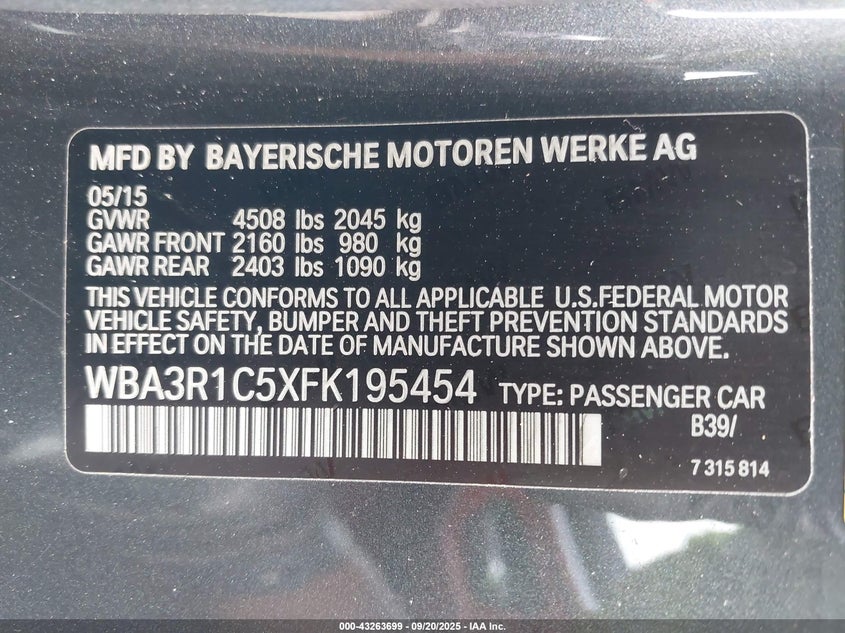 MFD BY BAYERISCHE MOTOREN WERKE AG
05/15
GVWR 4508 lbs 2045 kg
GAWR FRONT 2160 lbs 980 kg
GAWR REAR 2403 lbs 1090 kg
THIS VEHICLE CONFORMS TO ALL APPLICABLE U.S.FEDERAL MOTOR
VEHICLE SAFETY, BUMPER AND THEFT PREVENTION STANDARDS
IN EFFECT ON THE DATE OF MANUFACTURE SHOWN ABOVE.
WBA3R1C5XFK195454 TYPE: PASSENGER CAR
B39/
7 315 814
000-43263699 - 09/20/2025 - IAA Inc.